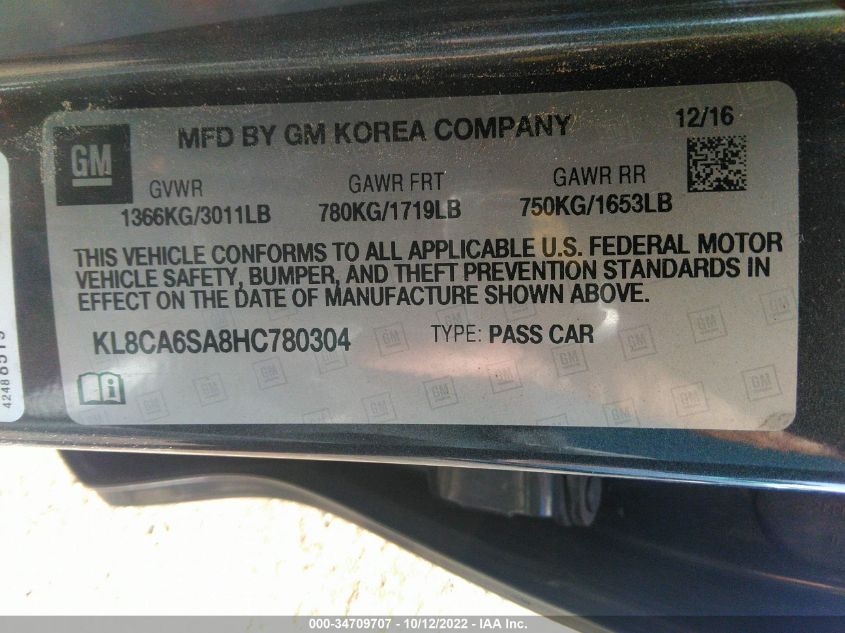 GM
MFD BY GM KOREA COMPANY
12/16
GVWR GAWR FRT GAWR RR
1366KG/3011LB 780KG/1719LB 750KG/1653LB
THIS VEHICLE CONFORMS TO ALL APPLICABLE U.S. FEDERAL MOTOR
VEHICLE SAFETY, BUMPER, AND THEFT PREVENTION STANDARDS IN
EFFECT ON THE DATE OF MANUFACTURE SHOWN ABOVE.
KL8CA6SA8HC780304 TYPE: PASS CAR
000-34709707 - 10/12/2022 - IAA Inc.